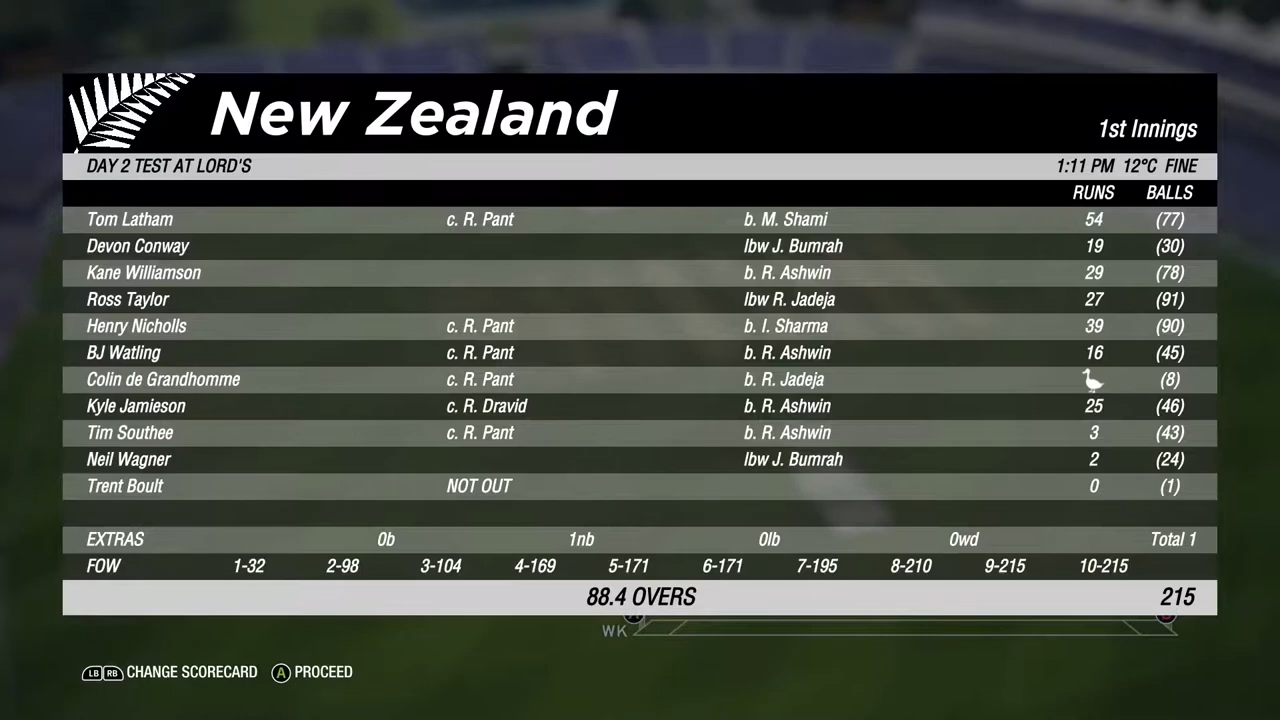 New Zealand
1st Innings
DAY 2 TEST AT LORD'S 1:11 PM 12°C FINE
RUNS BALLS
Tom Latham c. R. Pant b. M. Shami 54 (77)
Devon Conway lbw J. Bumrah 19 (30)
Kane Williamson b. R. Ashwin 29 (78)
Ross Taylor lbw R. Jadeja 27 (91)
Henry Nicholls c. R. Pant b. I. Sharma 39 (90)
BJ Watling c. R. Pant b. R. Ashwin 16 (45)
Colin de Grandhomme c. R. Pant b. R. Jadeja (8)
Kyle Jamieson c. R. Dravid b. R. Ashwin 25 (46)
Tim Southee c. R. Pant b. R. Ashwin 3 (43)
Neil Wagner lbw J. Bumrah 2 (24)
Trent Boult NOT OUT 0 (1)
EXTRAS 0b 1nb 0lb 0wd Total 1
FOW 1-32 2-98 3-104 4-169 5-171 6-171 7-195 8-210 9-215 10-215
88.4 OVERS 215
WK
LB RB CHANGE SCORECARD A PROCEED